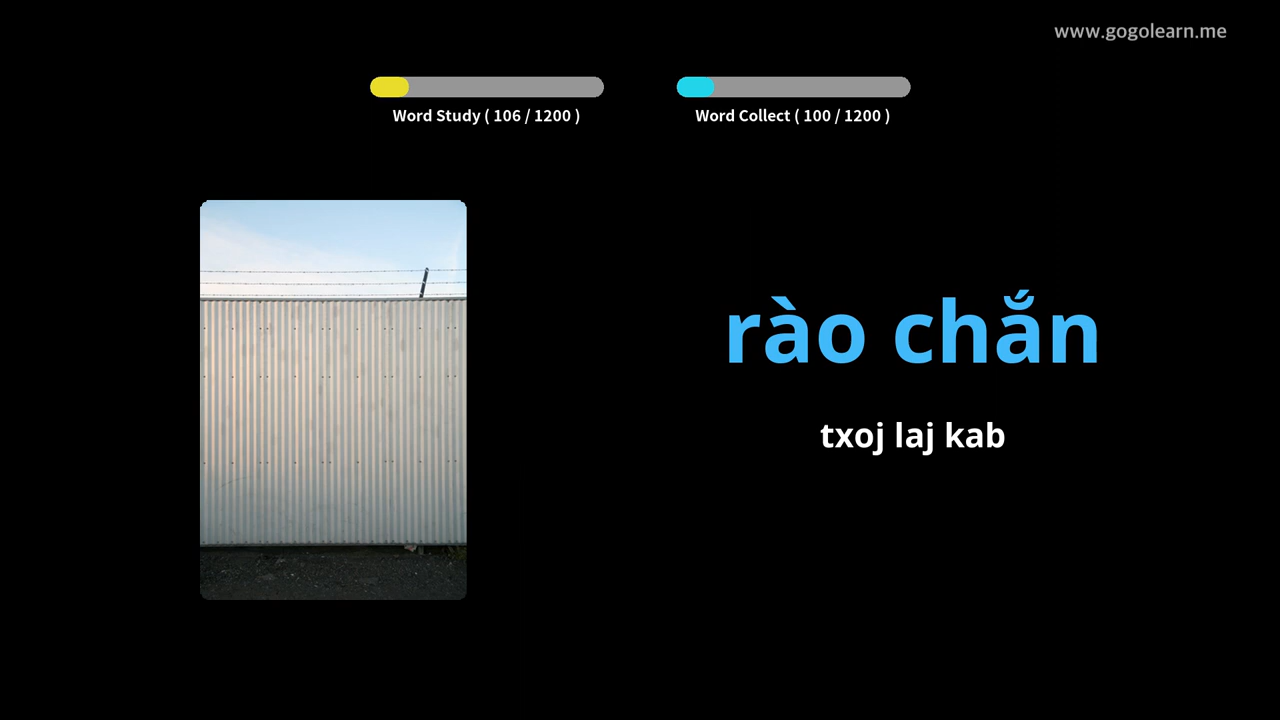 www.gogolearn.me
Word Study ( 106 / 1200 )
Word Collect ( 100 / 1200 )
rào chắn
txoj laj kab